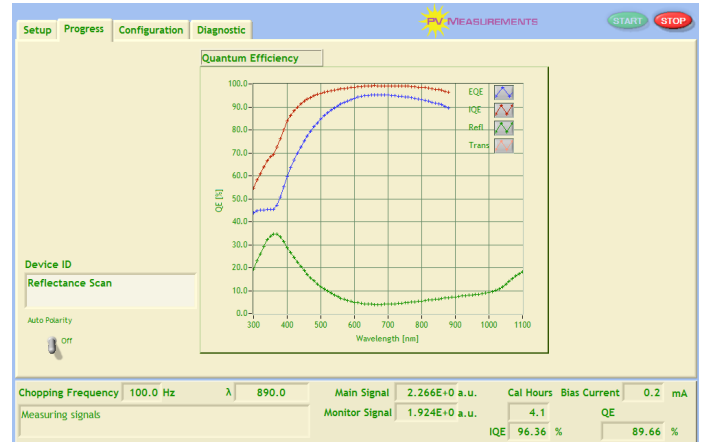 PV MEASUREMENTS
START STOP
Setup Progress Configuration Diagnostic
Quantum Efficiency
100.0
90.0
80.0
70.0
60.0
50.0
40.0
30.0
20.0
10.0
0.0
QE [%]
300 400 500 600 700 800 900 1000 1100
Wavelength [nm]
EQE
IQE
Refl
Trans
Device ID
Reflectance Scan
Auto Polarity
Off
Chopping Frequency 100.0 Hz λ 890.0 Main Signal 2.266E+0 a.u. Cal Hours Bias Current 0.2 mA
Measuring signals Monitor Signal 1.924E+0 a.u. 4.1 QE
IQE 96.36 % 89.66 %